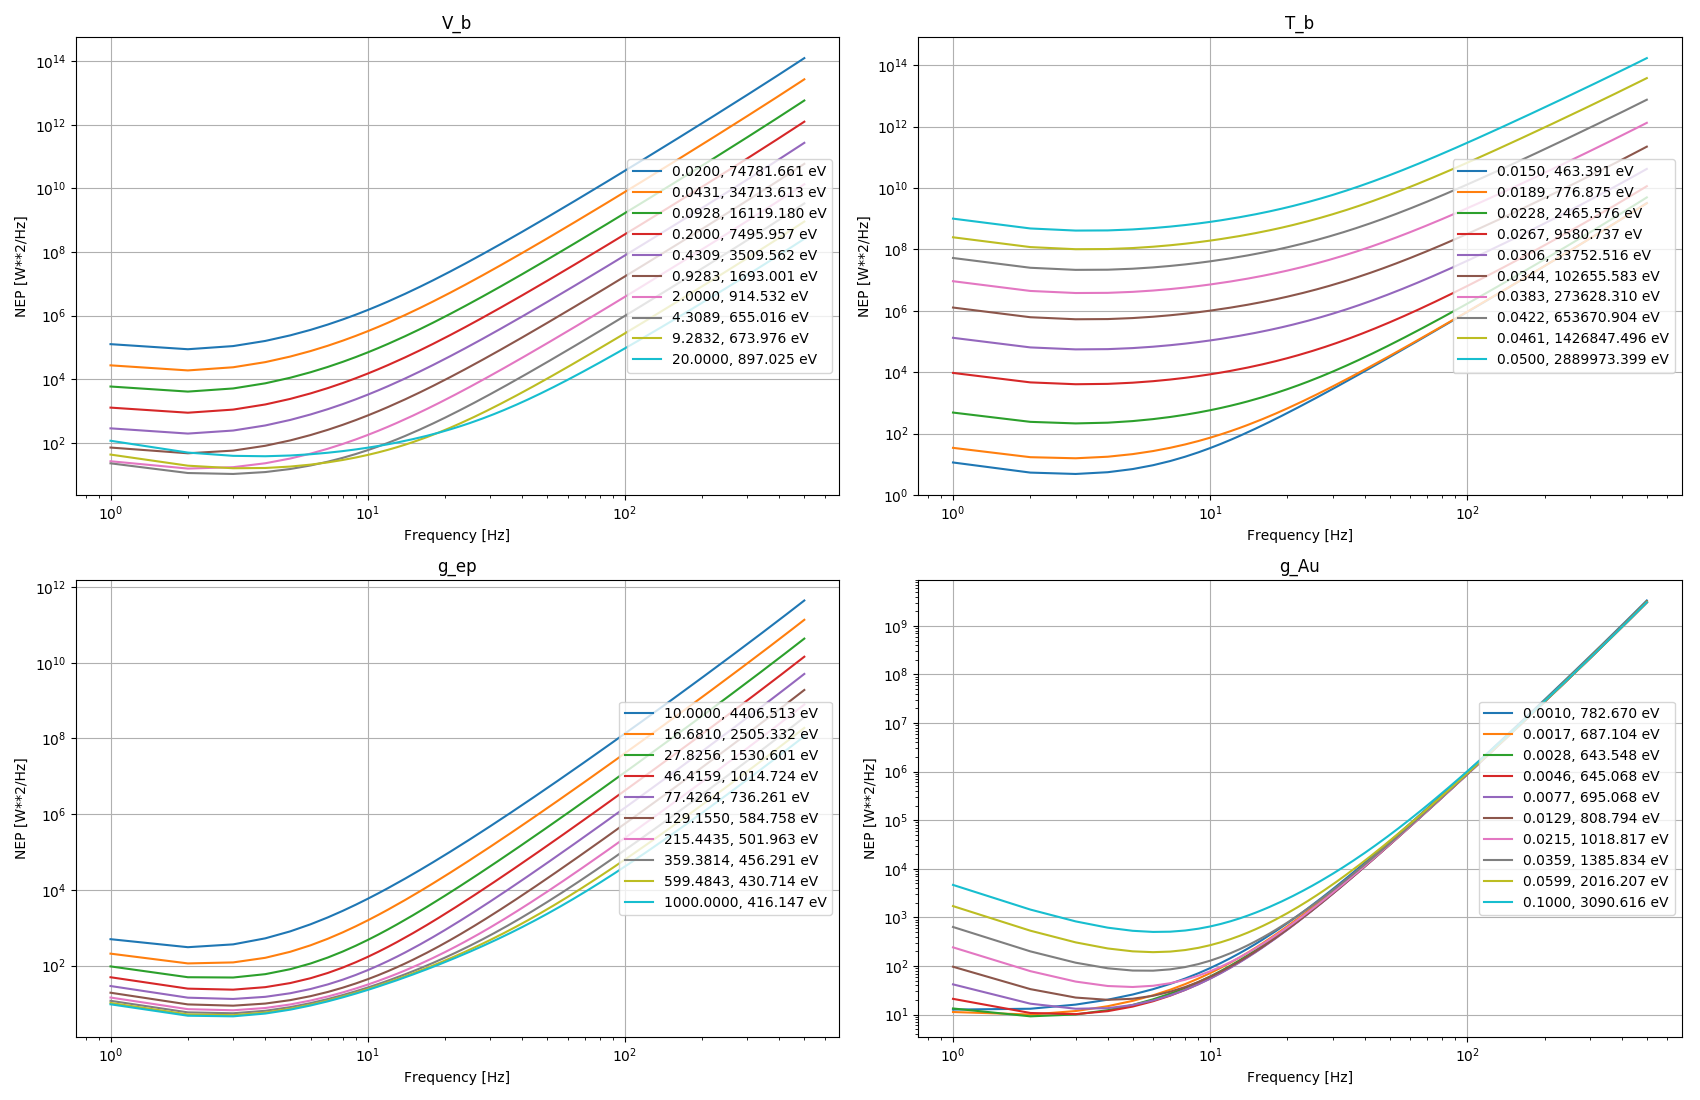 V_b
NEP [W**2/Hz]
10^14
10^12
10^10
10^8
10^6
10^4
10^2
10^0
10^1
10^2
Frequency [Hz]
0.0200, 74781.661 eV
0.0431, 34713.613 eV
0.0928, 16119.180 eV
0.2000, 7495.957 eV
0.4309, 3509.562 eV
0.9283, 1693.001 eV
2.0000, 914.532 eV
4.3089, 655.016 eV
9.2832, 673.976 eV
20.0000, 897.025 eV
T_b
NEP [W**2/Hz]
10^14
10^12
10^10
10^8
10^6
10^4
10^2
10^0
10^0
10^1
10^2
Frequency [Hz]
0.0150, 463.391 eV
0.0189, 776.875 eV
0.0228, 2465.576 eV
0.0267, 9580.737 eV
0.0306, 33752.516 eV
0.0344, 102655.583 eV
0.0383, 273628.310 eV
0.0422, 653670.904 eV
0.0461, 1426847.496 eV
0.0500, 2889973.399 eV
g_ep
NEP [W**2/Hz]
10^12
10^10
10^8
10^6
10^4
10^2
10^0
10^1
10^2
Frequency [Hz]
10.0000, 4406.513 eV
16.6810, 2505.332 eV
27.8256, 1530.601 eV
46.4159, 1014.724 eV
77.4264, 736.261 eV
129.1550, 584.758 eV
215.4435, 501.963 eV
359.3814, 456.291 eV
599.4843, 430.714 eV
1000.0000, 416.147 eV
g_Au
NEP [W**2/Hz]
10^9
10^8
10^7
10^6
10^5
10^4
10^3
10^2
10^1
10^0
10^1
10^2
Frequency [Hz]
0.0010, 782.670 eV
0.0017, 687.104 eV
0.0028, 643.548 eV
0.0046, 645.068 eV
0.0077, 695.068 eV
0.0129, 808.794 eV
0.0215, 1018.817 eV
0.0359, 1385.834 eV
0.0599, 2016.207 eV
0.1000, 3090.616 eV